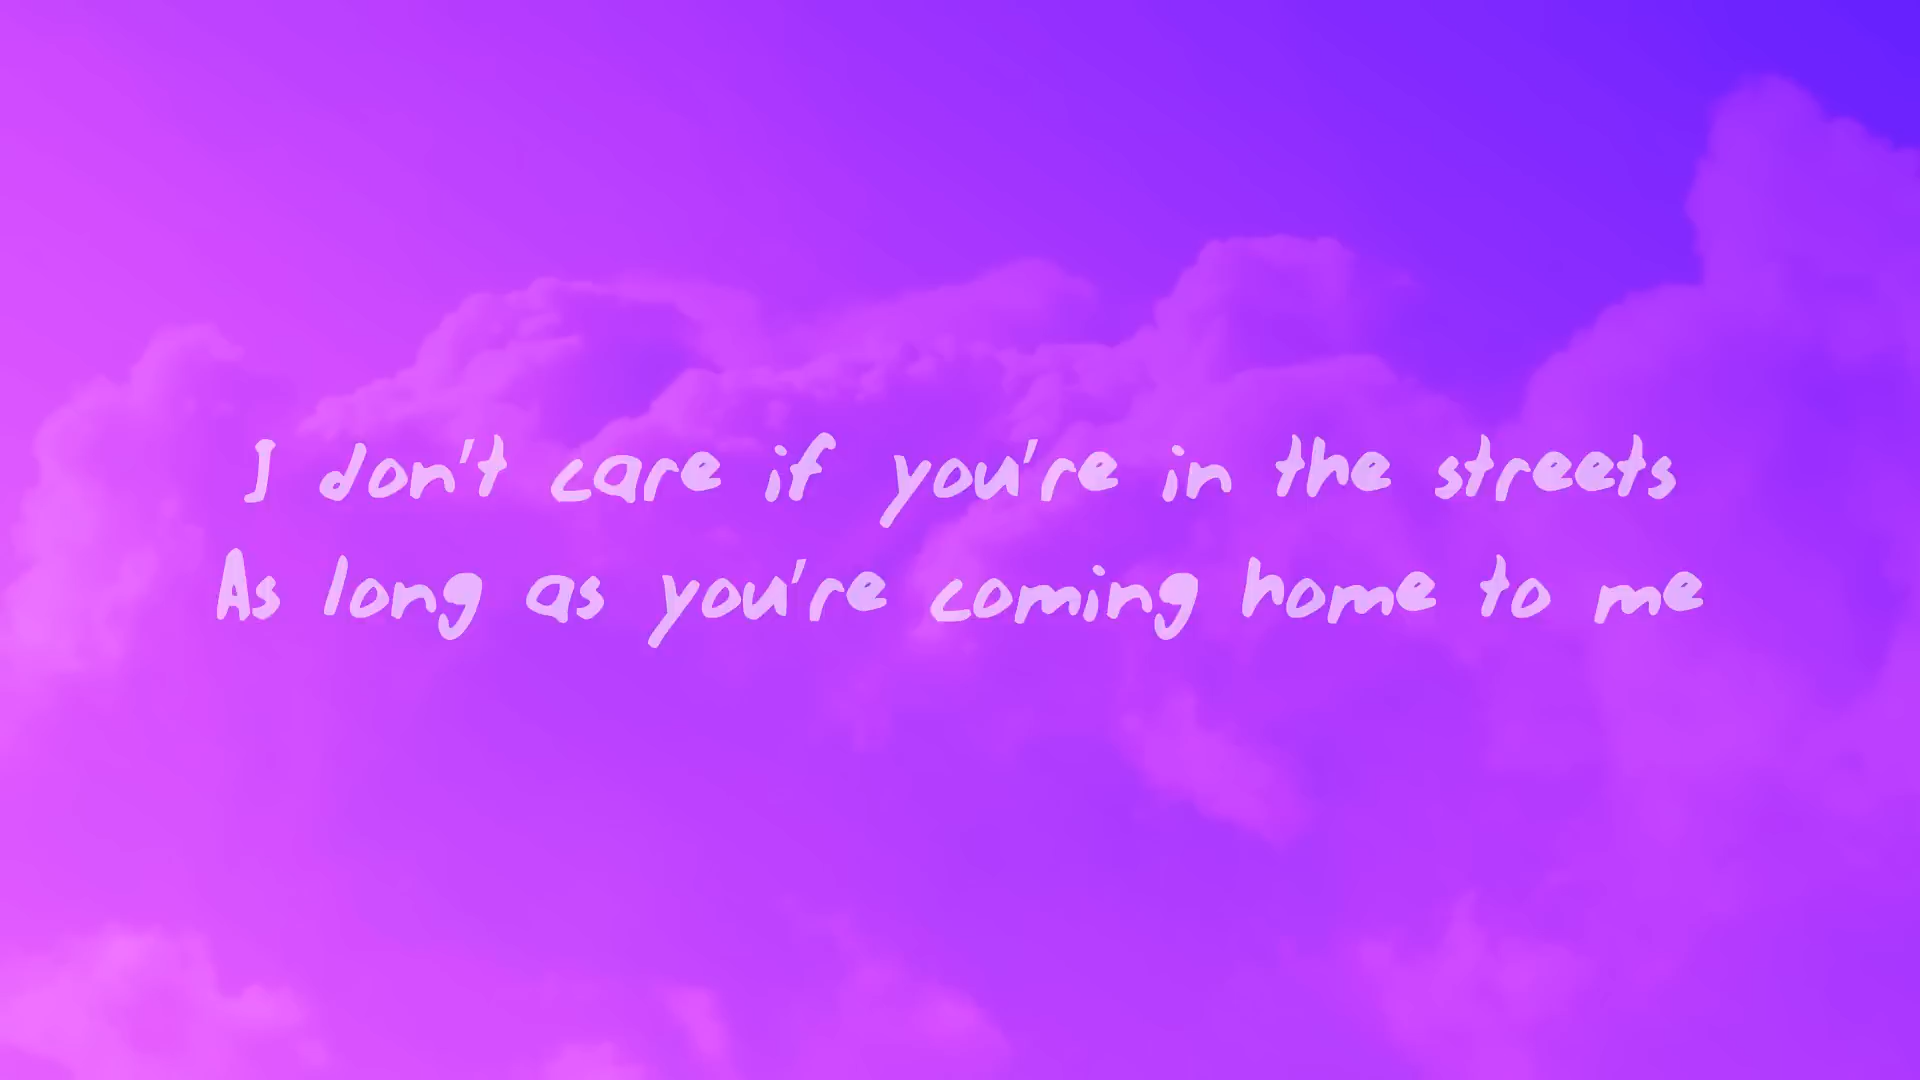 I don't care if you're in the streets
As long as you're coming home to me